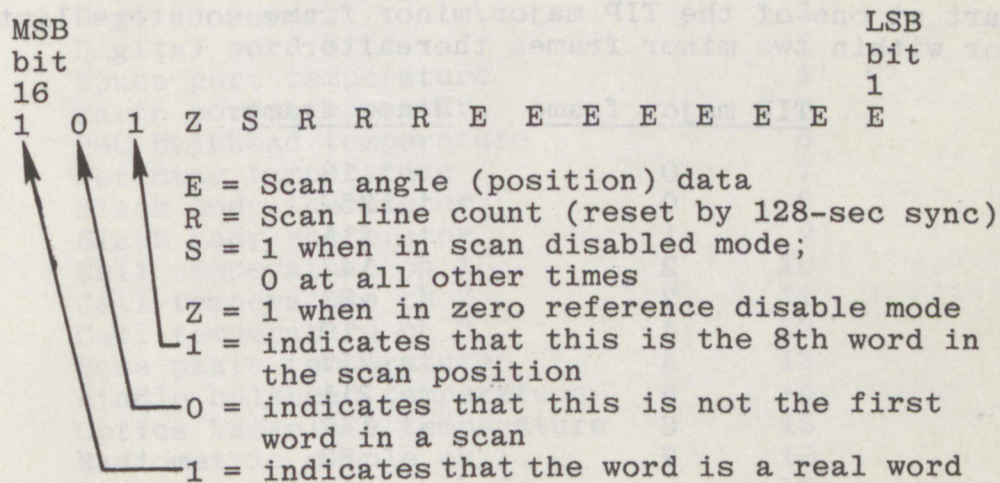 MSB LSB
bit bit
16 1
1 0 1 Z S R R R E E E E E E E E
E = Scan angle (position) data
R = Scan line count (reset by 128-sec sync)
S = 1 when in scan disabled mode;
0 at all other times
Z = 1 when in zero reference disable mode
1 = indicates that this is the 8th word in
the scan position
0 = indicates that this is not the first
word in a scan
1 = indicates that the word is a real word